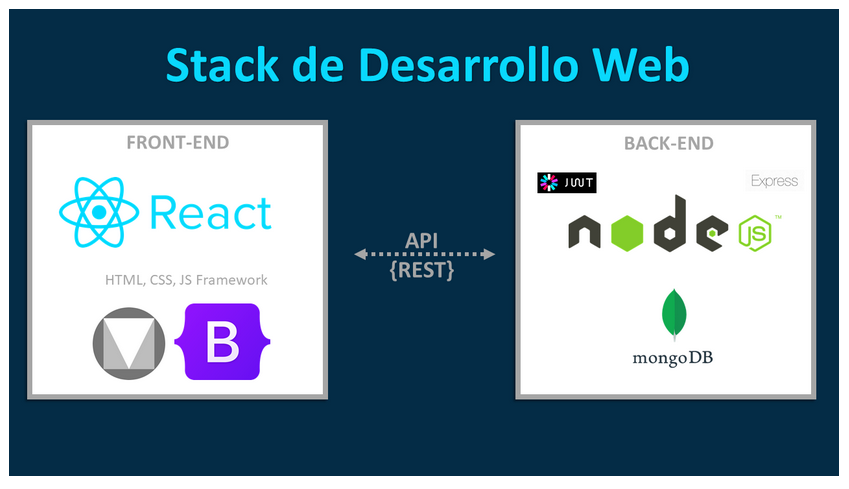 Stack de Desarrollo Web
FRONT-END
React
HTML, CSS, JS Framework
B
API
{REST}
BACK-END
JWT
Express
node
JS
TM
mongoDB